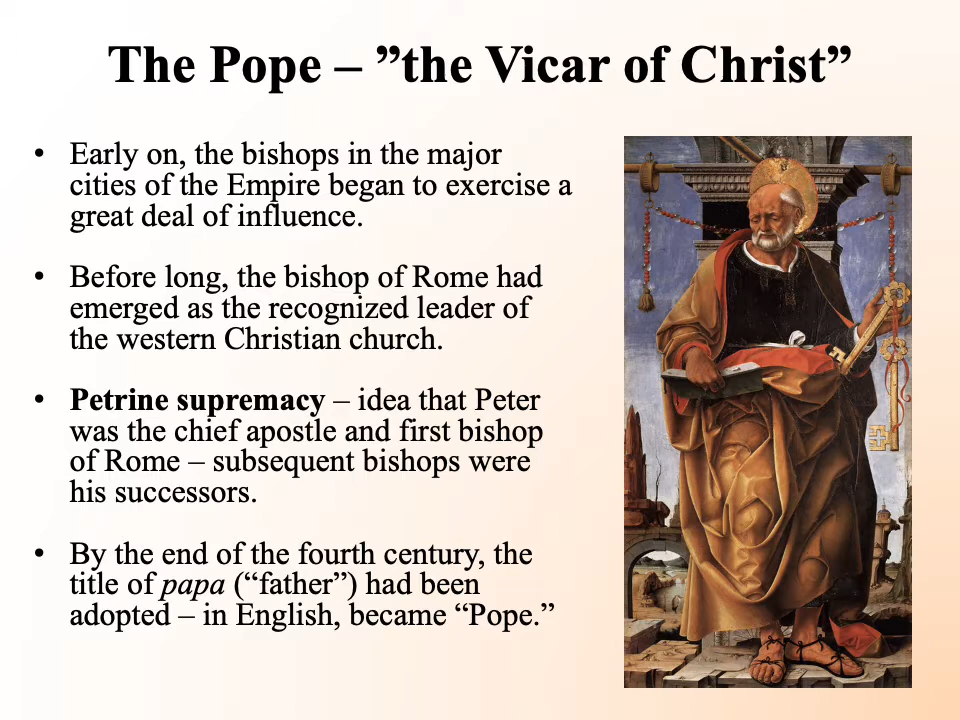 The Pope – ”the Vicar of Christ”
• Early on, the bishops in the major
cities of the Empire began to exercise a
great deal of influence.
• Before long, the bishop of Rome had
emerged as the recognized leader of
the western Christian church.
• Petrine supremacy – idea that Peter
was the chief apostle and first bishop
of Rome – subsequent bishops were
his successors.
• By the end of the fourth century, the
title of papa (“father”) had been
adopted – in English, became “Pope.”